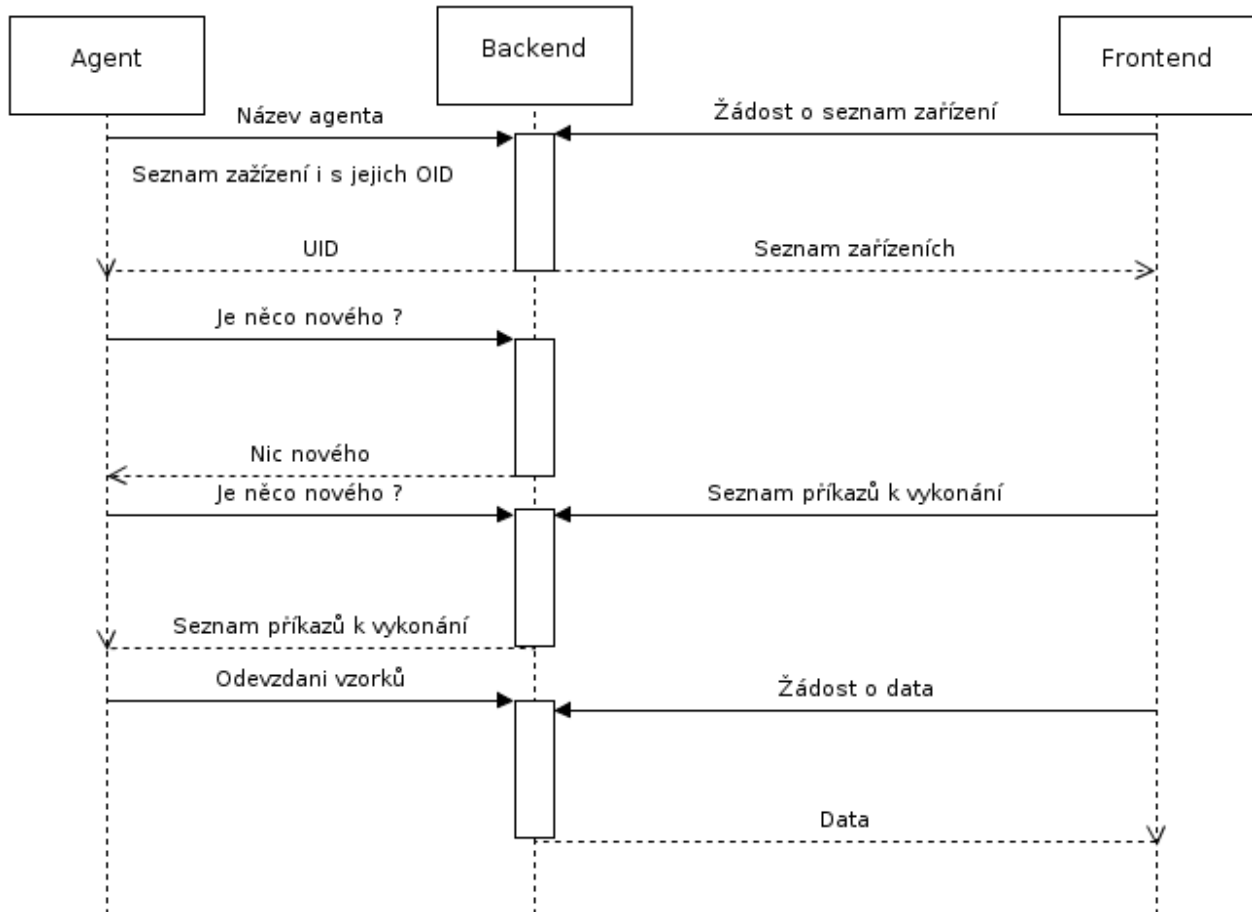 Agent
Backend
Frontend
Název agenta
Žádost o seznam zařízení
Seznam zažízení i s jejich OID
UID
Seznam zařízeních
Je něco nového ?
Nic nového
Je něco nového ?
Seznam příkazů k vykonání
Seznam příkazů k vykonání
Odevzdani vzorků
Žádost o data
Data